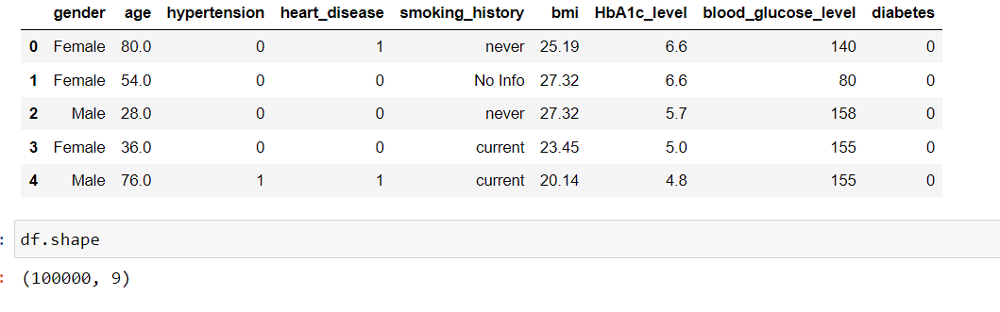 gender age hypertension heart_disease smoking_history bmi HbA1c_level blood_glucose_level diabetes
0 Female 80.0 0 1 never 25.19 6.6 140 0
1 Female 54.0 0 0 No Info 27.32 6.6 80 0
2 Male 28.0 0 0 never 27.32 5.7 158 0
3 Female 36.0 0 0 current 23.45 5.0 155 0
4 Male 76.0 1 1 current 20.14 4.8 155 0
: df.shape
: (100000, 9)